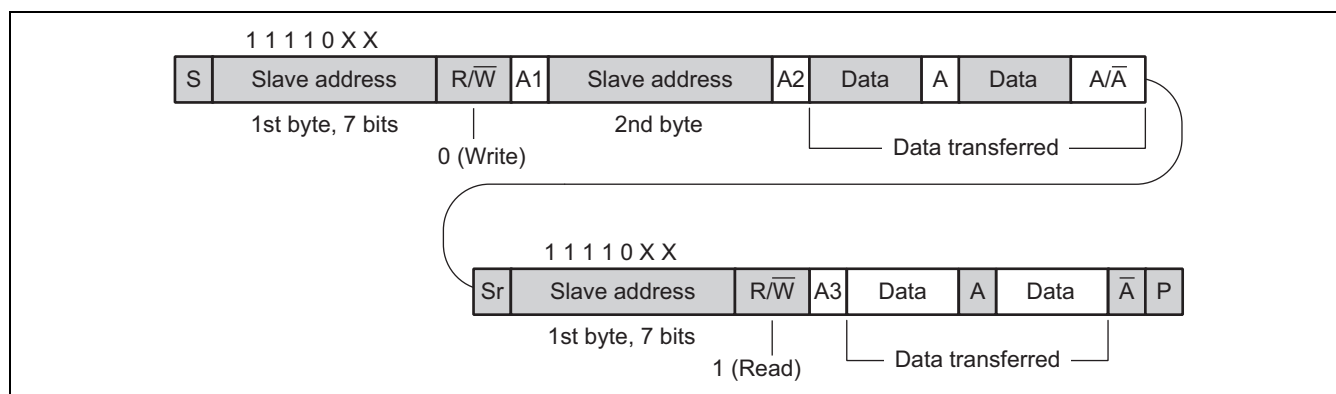 1 1 1 1 0 X X
S Slave address R/W̅ A1 Slave address A2 Data A Data A/A̅
1st byte, 7 bits 2nd byte
0 (Write) Data transferred
1 1 1 1 0 X X
Sr Slave address R/W̅ A3 Data A Data A̅ P
1st byte, 7 bits
1 (Read) Data transferred